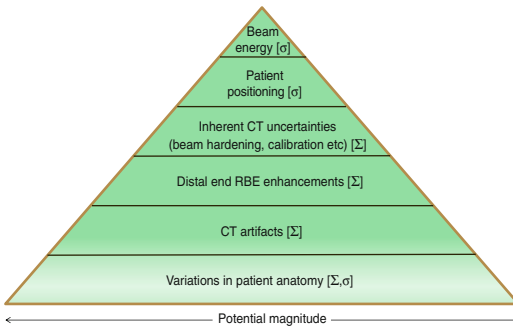 Beam
energy [σ]
Patient
positioning [σ]
Inherent CT uncertainties
(beam hardening, calibration etc) [Σ]
Distal end RBE enhancements [Σ]
CT artifacts [Σ]
Variations in patient anatomy [Σ,σ]
Potential magnitude